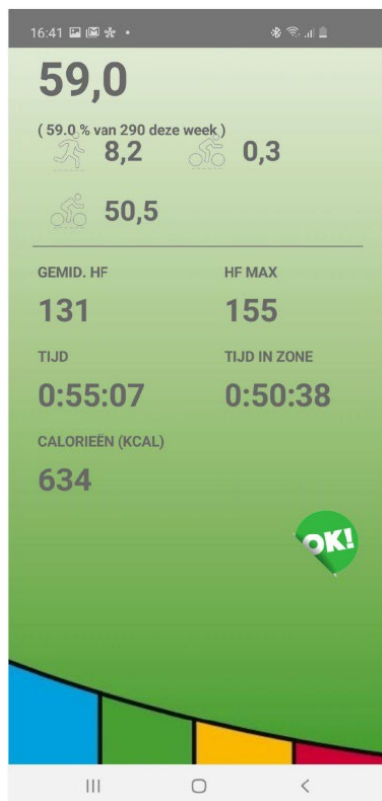 16:41
59,0
( 59.0 % van 290 deze week )
8,2 0,3
50,5
GEMID. HF HF MAX
131 155
TIJD TIJD IN ZONE
0:55:07 0:50:38
CALORIEËN (KCAL)
634
OK!